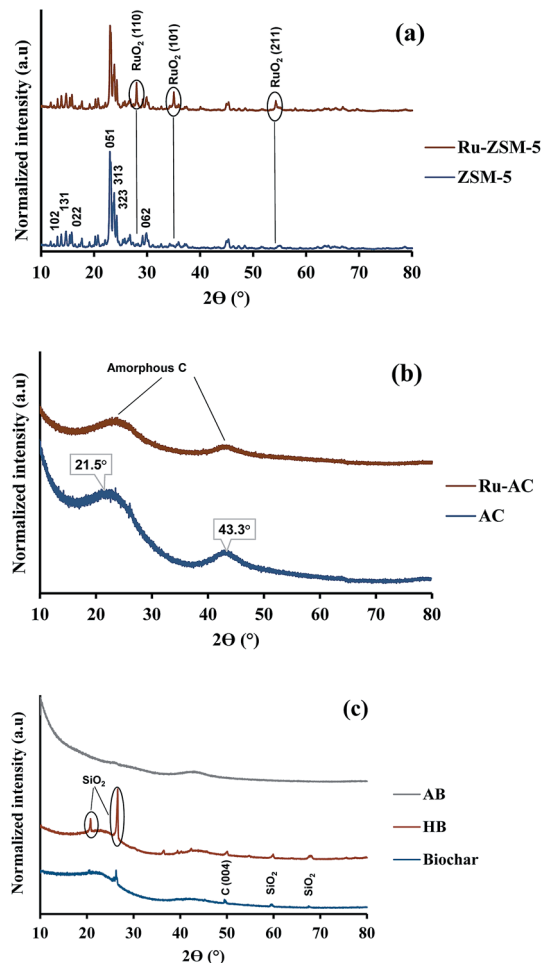 (a)
RuO₂ (110)
RuO₂ (101)
RuO₂ (211)
Normalized intensity (a.u)
Ru-ZSM-5
ZSM-5
102
131
022
051
313
323
062
10 20 30 40 50 60 70 80
2Θ (°)
(b)
Amorphous C
Normalized intensity (a.u)
21.5°
43.3°
Ru-AC
AC
10 20 30 40 50 60 70 80
2Θ (°)
(c)
Normalized intensity (a.u)
SiO₂
C (004)
SiO₂
SiO₂
AB
HB
Biochar
10 20 30 40 50 60 70 80
2Θ (°)